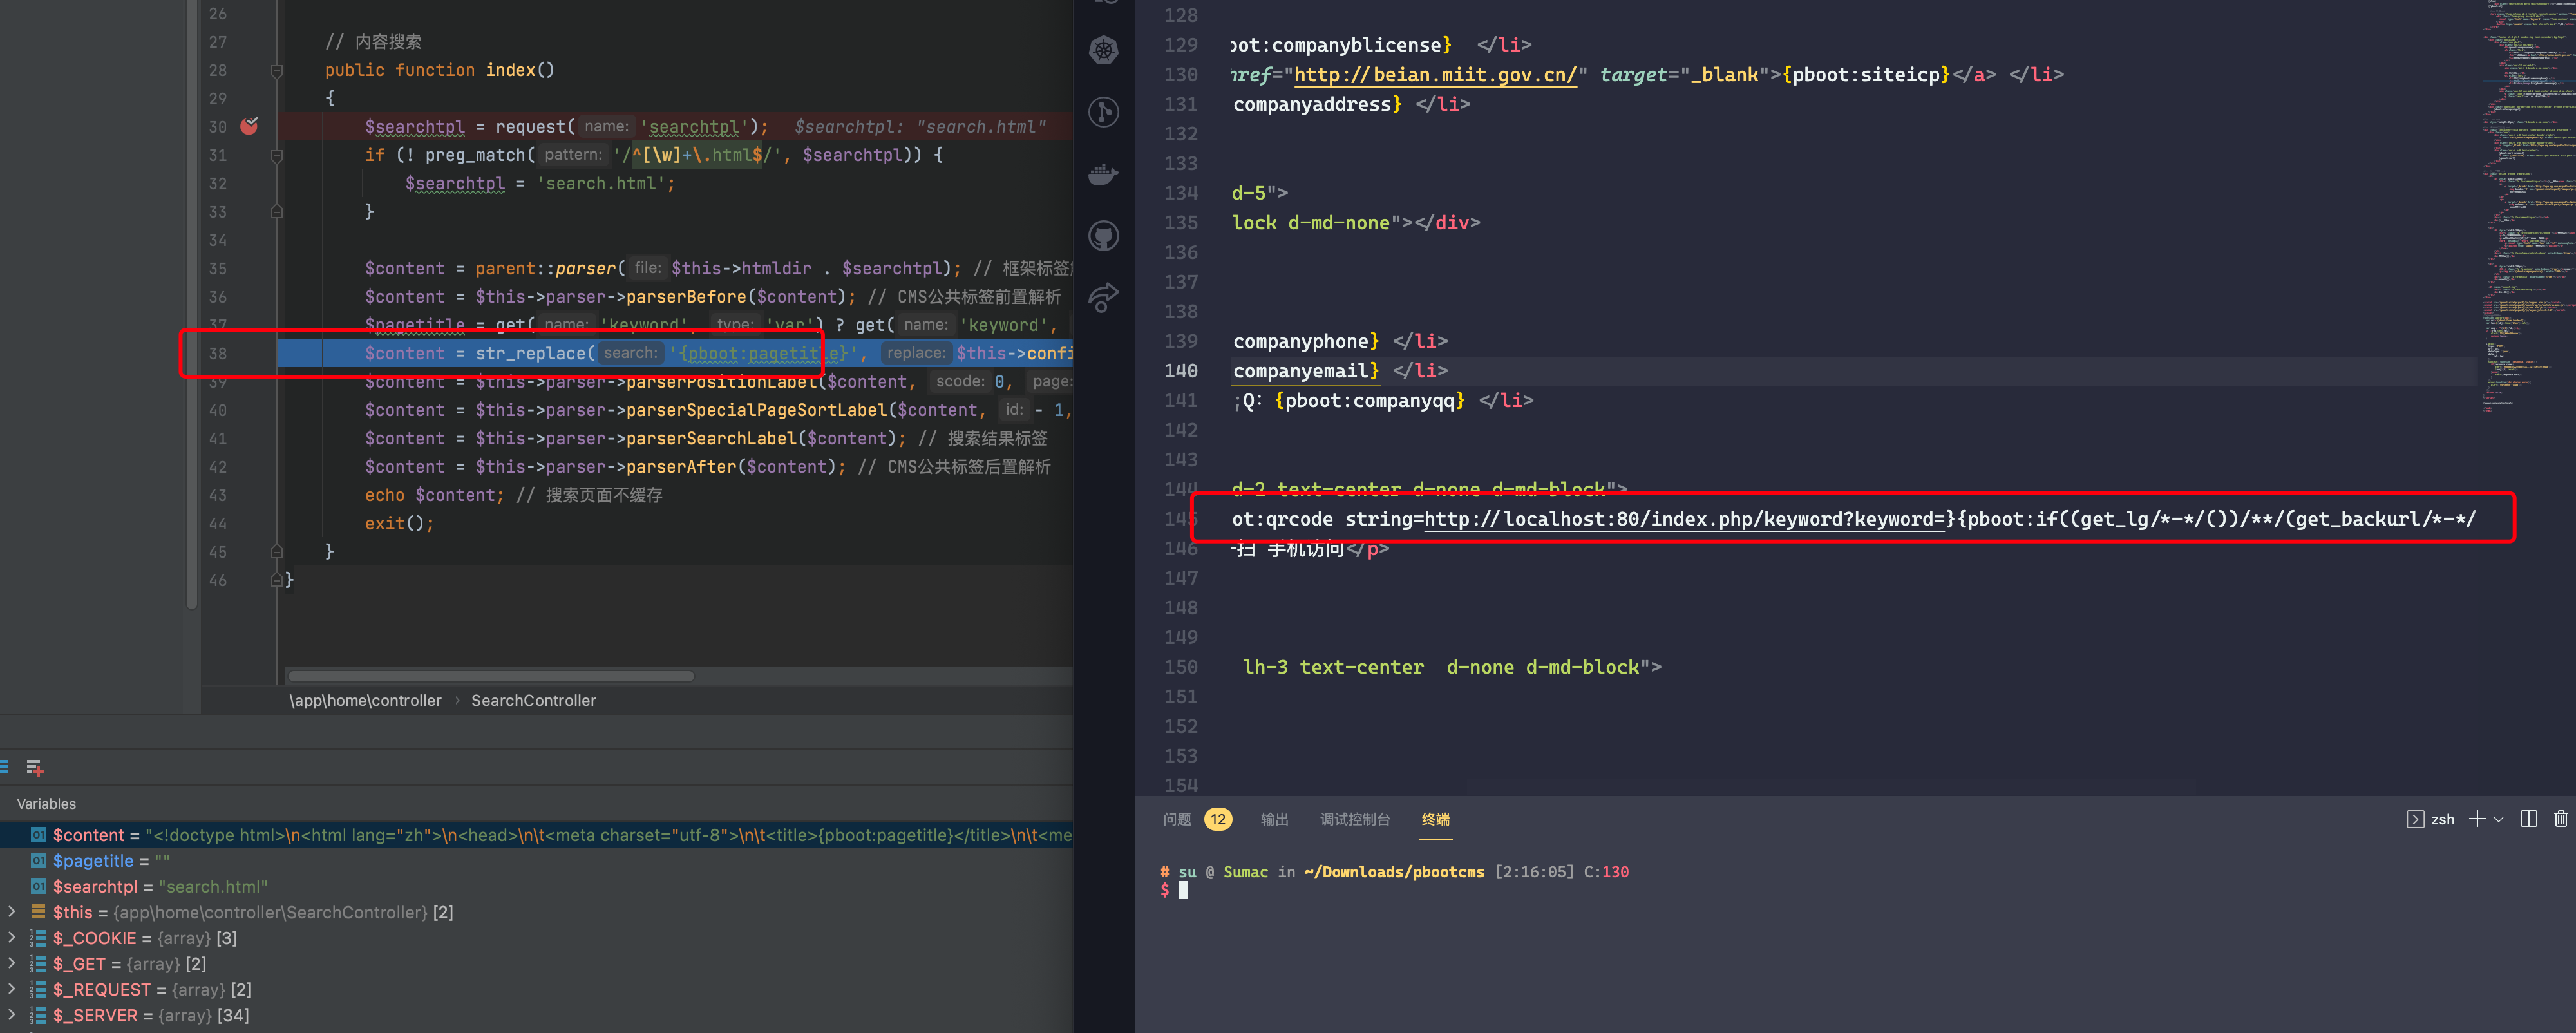 26
27 // 内容搜索
28 public function index()
29 {
30 $searchtpl = request( name: 'searchtpl'); $searchtpl: "search.html"
31 if (! preg_match( pattern: '/^[\w]+\.html$/', $searchtpl)) {
32 $searchtpl = 'search.html';
33 }
34
35 $content = parent::parser( file: $this->htmldir . $searchtpl); // 框架标签
36 $content = $this->parser->parserBefore($content); // CMS公共标签前置解析
37 $pagetitle = get( name: 'keyword', type: 'var') ? get( name: 'keyword',
38 $content = str_replace( search: '{pboot:pagetitle}', replace: $this->confi
39 $content = $this->parser->parserPositionLabel($content, scode: 0, page:
40 $content = $this->parser->parserSpecialPageSortLabel($content, id: - 1,
41 $content = $this->parser->parserSearchLabel($content); // 搜索结果标签
42 $content = $this->parser->parserAfter($content); // CMS公共标签后置解析
43 echo $content; // 搜索页面不缓存
44 exit();
45 }
46 }
\app\home\controller › SearchController
Variables
$content = "<!doctype html>\n<html lang="zh">\n<head>\n\t<meta charset="utf-8">\n\t<title>{pboot:pagetitle}</title>\n\t<me
$pagetitle = ""
$searchtpl = "search.html"
$this = {app\home\controller\SearchController} [2]
$_COOKIE = {array} [3]
$_GET = {array} [2]
$_REQUEST = {array} [2]
$_SERVER = {array} [34]
128
129 oot:companyblicense} </li>
130 href="http://beian.miit.gov.cn/" target="_blank">{pboot:siteicp}</a> </li>
131 companyaddress} </li>
132
133
134 d-5">
135 lock d-md-none"></div>
136
137
138
139 companyphone} </li>
140 companyemail} </li>
141 ;Q: {pboot:companyqq} </li>
142
143
144 d-2 text-center d-none d-md-block">
145 ot:qrcode string=http://localhost:80/index.php/keyword?keyword=}{pboot:if((get_lg/*-*/())/**/(get_backurl/*-*/
146 扫 手机访问</p>
147
148
149
150 lh-3 text-center d-none d-md-block">
151
152
153
154
问题 12 输出 调试控制台 终端
zsh
# su @ Sumac in ~/Downloads/pbootcms [2:16:05] C:130
$